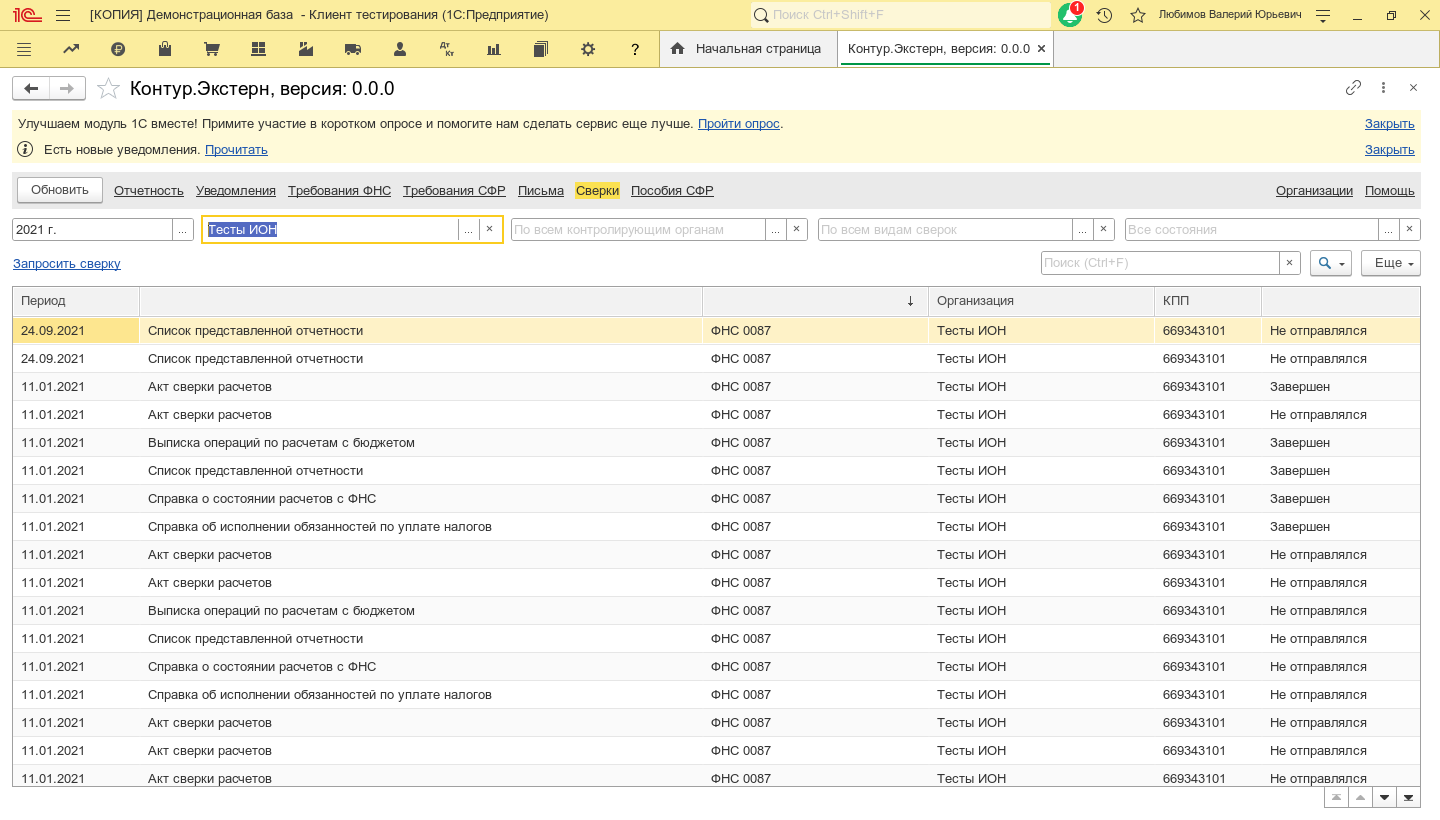 [КОПИЯ] Демонстрационная база - Клиент тестирования (1С:Предприятие) Поиск Ctrl+Shift+F 1 Любимов Валерий Юрьевич
Дт Кт ? Начальная страница Контур.Экстерн, версия: 0.0.0 ×
Контур.Экстерн, версия: 0.0.0
Улучшаем модуль 1С вместе! Примите участие в коротком опросе и помогите нам сделать сервис еще лучше. Пройти опрос. Закрыть
Есть новые уведомления. Прочитать Закрыть
Обновить Отчетность Уведомления Требования ФНС Требования СФР Письма Сверки Пособия СФР Организации Помощь
2021 г. ... Тесты ИОН ... × По всем контролирующим органам ... × По всем видам сверок ... × Все состояния ... ×
Запросить сверку Поиск (Ctrl+F) × Еще
Период ↓ Организация КПП
24.09.2021 Список представленной отчетности ФНС 0087 Тесты ИОН 669343101 Не отправлялся
24.09.2021 Список представленной отчетности ФНС 0087 Тесты ИОН 669343101 Не отправлялся
11.01.2021 Акт сверки расчетов ФНС 0087 Тесты ИОН 669343101 Завершен
11.01.2021 Акт сверки расчетов ФНС 0087 Тесты ИОН 669343101 Не отправлялся
11.01.2021 Выписка операций по расчетам с бюджетом ФНС 0087 Тесты ИОН 669343101 Завершен
11.01.2021 Список представленной отчетности ФНС 0087 Тесты ИОН 669343101 Завершен
11.01.2021 Справка о состоянии расчетов с ФНС ФНС 0087 Тесты ИОН 669343101 Завершен
11.01.2021 Справка об исполнении обязанностей по уплате налогов ФНС 0087 Тесты ИОН 669343101 Завершен
11.01.2021 Акт сверки расчетов ФНС 0087 Тесты ИОН 669343101 Не отправлялся
11.01.2021 Акт сверки расчетов ФНС 0087 Тесты ИОН 669343101 Не отправлялся
11.01.2021 Выписка операций по расчетам с бюджетом ФНС 0087 Тесты ИОН 669343101 Не отправлялся
11.01.2021 Список представленной отчетности ФНС 0087 Тесты ИОН 669343101 Не отправлялся
11.01.2021 Справка о состоянии расчетов с ФНС ФНС 0087 Тесты ИОН 669343101 Не отправлялся
11.01.2021 Справка об исполнении обязанностей по уплате налогов ФНС 0087 Тесты ИОН 669343101 Не отправлялся
11.01.2021 Акт сверки расчетов ФНС 0087 Тесты ИОН 669343101 Не отправлялся
11.01.2021 Акт сверки расчетов ФНС 0087 Тесты ИОН 669343101 Не отправлялся
11.01.2021 Акт сверки расчетов ФНС 0087 Тесты ИОН 669343101 Не отправлялся